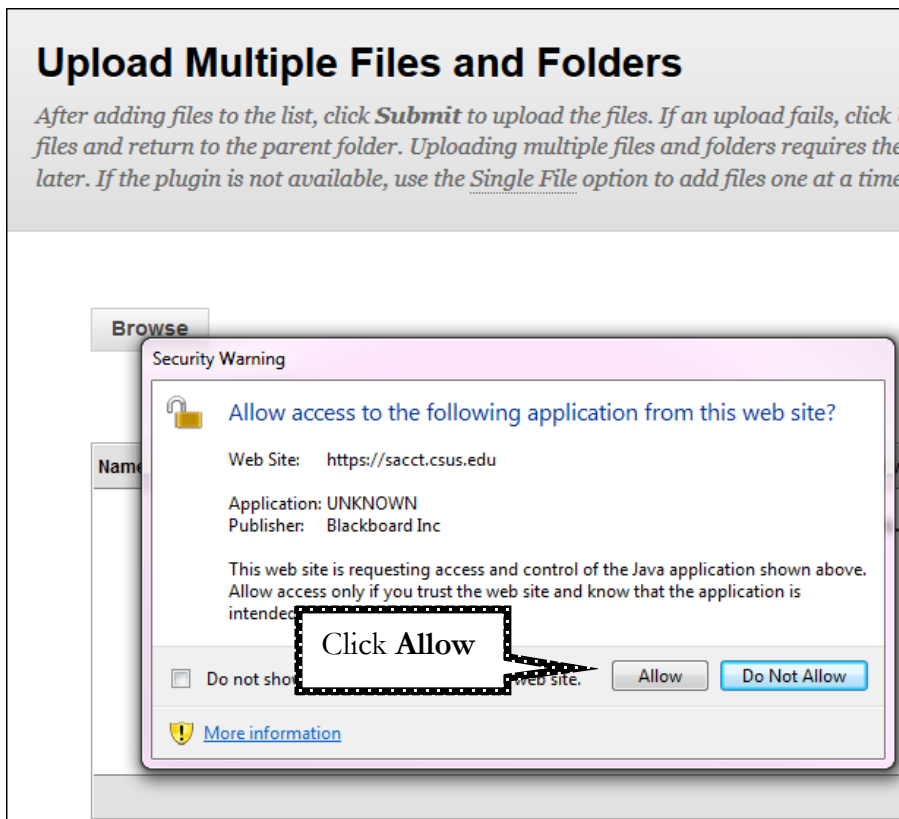 Upload Multiple Files and Folders
After adding files to the list, click Submit to upload the files. If an upload fails, click
files and return to the parent folder. Uploading multiple files and folders requires the
later. If the plugin is not available, use the Single File option to add files one at a time
Browse
Security Warning
Allow access to the following application from this web site?
Web Site: https://sacct.csus.edu
Name
Application: UNKNOWN
Publisher: Blackboard Inc
This web site is requesting access and control of the Java application shown above.
Allow access only if you trust the web site and know that the application is
intended
Click Allow
Do not web site.
Allow
Do Not Allow
More information